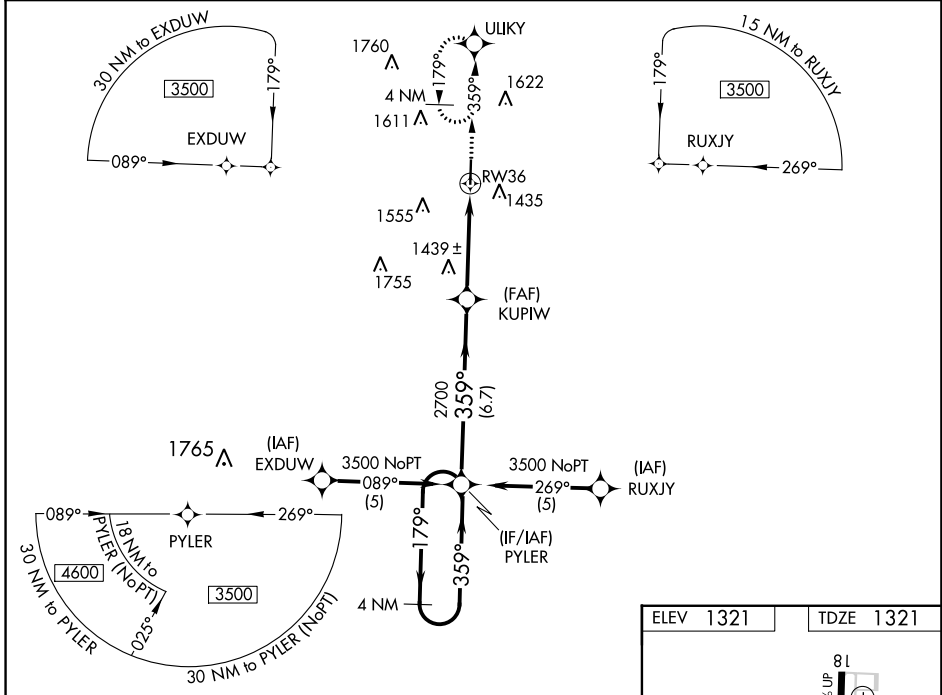 30 NM to EXDUW
3500
179°
EXDUW
089°
1760
ULIKY
179°
359°
4 NM
1622
1611
RW36
1435
1555
1439 ±
1755
15 NM to RUXJY
179°
3500
RUXJY
269°
(FAF)
KUPIW
2700
359°
(6.7)
1765
(IAF)
EXDUW
3500 NoPT
089°
(5)
3500 NoPT
269°
(5)
(IAF)
RUXJY
(IF/IAF)
PYLER
179°
359°
4 NM
089°
269°
PYLER
18 NM to
PYLER (NoPT)
4600
3500
025°
30 NM to PYLER
30 NM to PYLER (NoPT)
ELEV 1321
TDZE 1321
18
UP